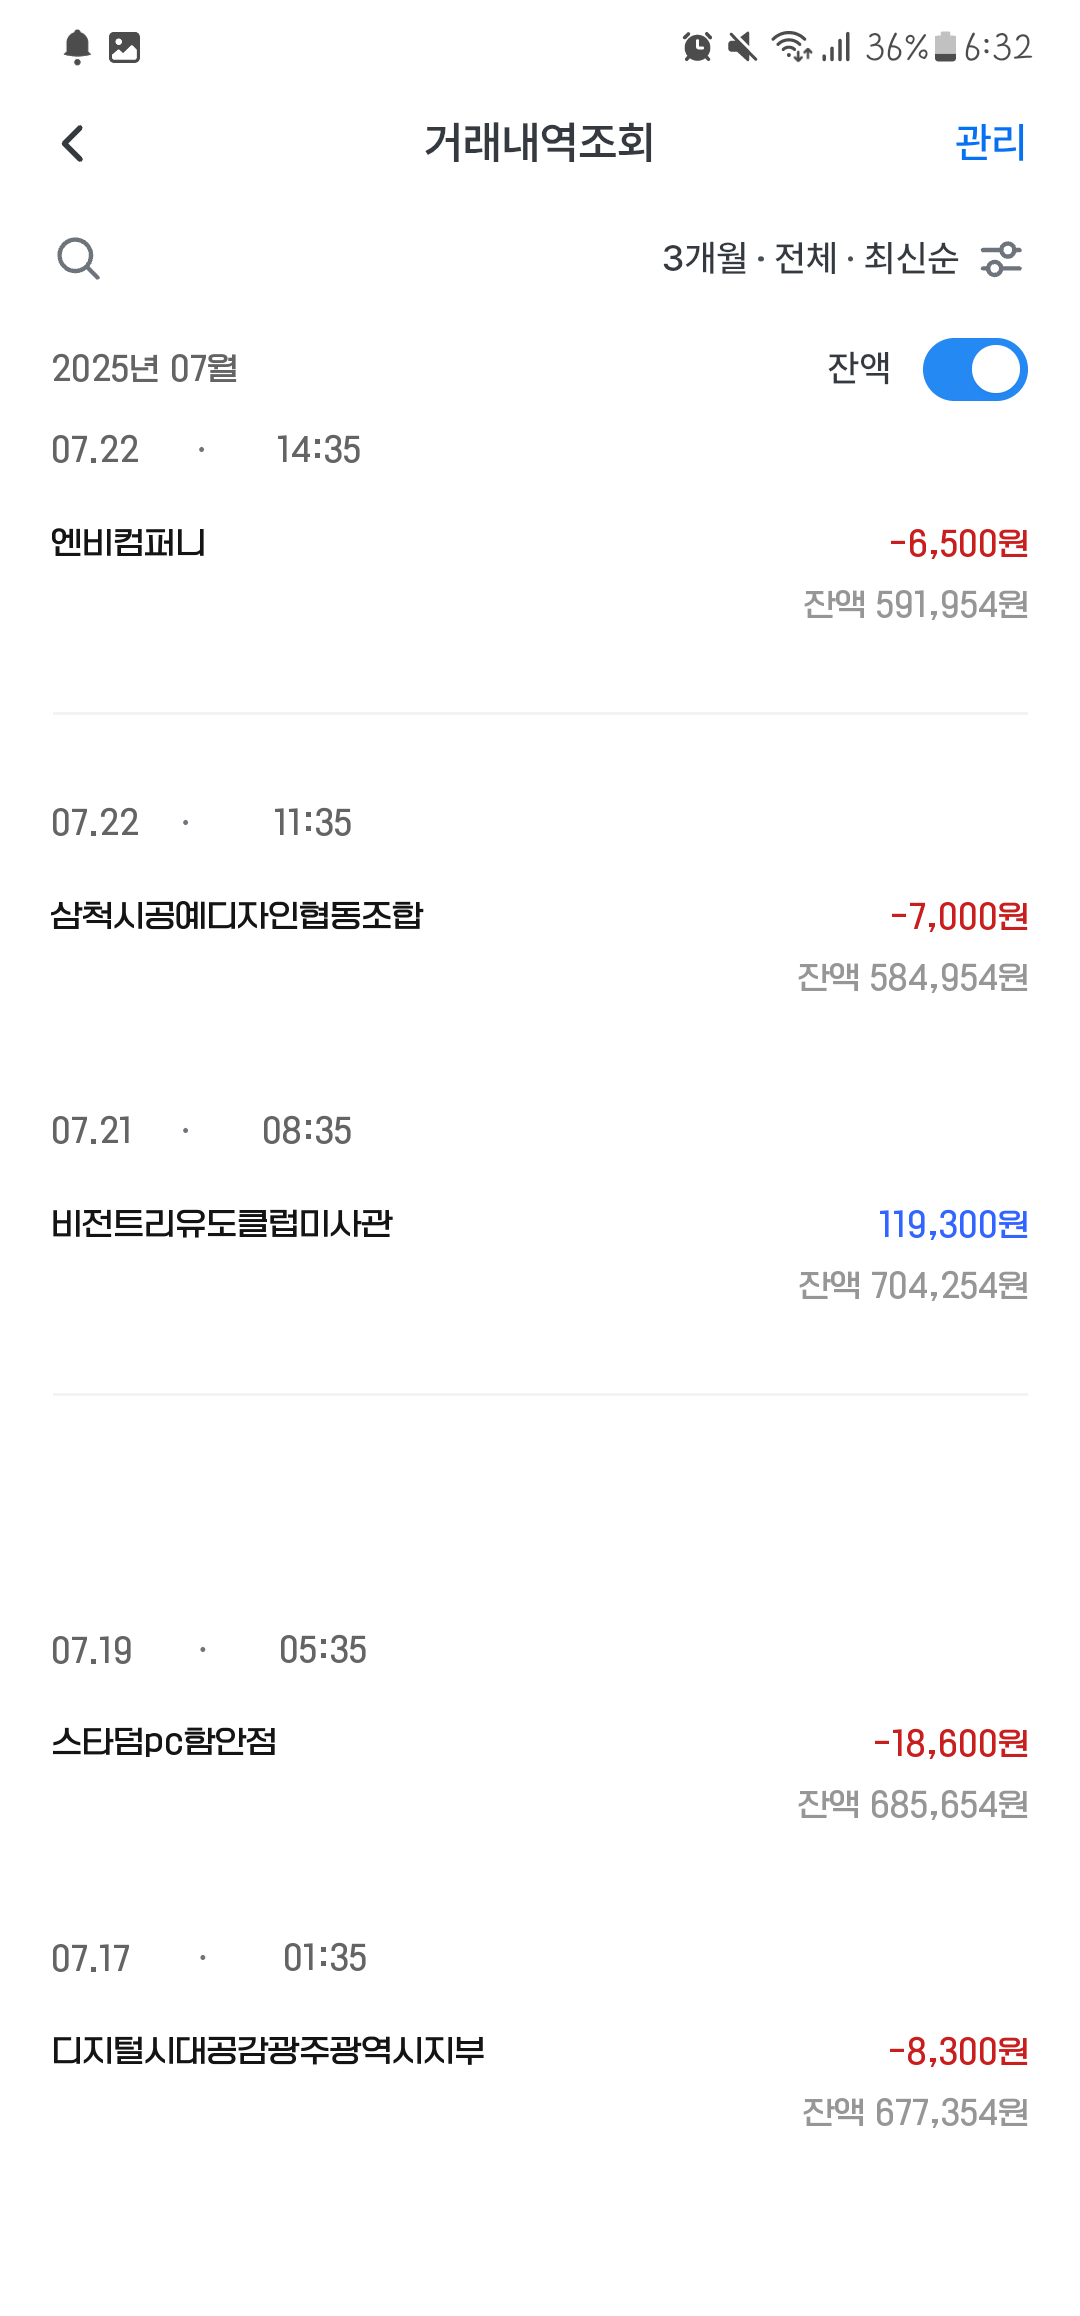 36% 6:32
거래내역조회 관리
3개월 · 전체 · 최신순
2025년 07월 잔액
07.22 · 14:35
엔비컴퍼니 -6,500원
잔액 591,954원
07.22 · 11:35
삼척시공예디자인협동조합 -7,000원
잔액 584,954원
07.21 · 08:35
비전트리유도클럽미사관 119,300원
잔액 704,254원
07.19 · 05:35
스타덤pc함안점 -18,600원
잔액 685,654원
07.17 · 01:35
디지털시대공감광주광역시지부 -8,300원
잔액 677,354원